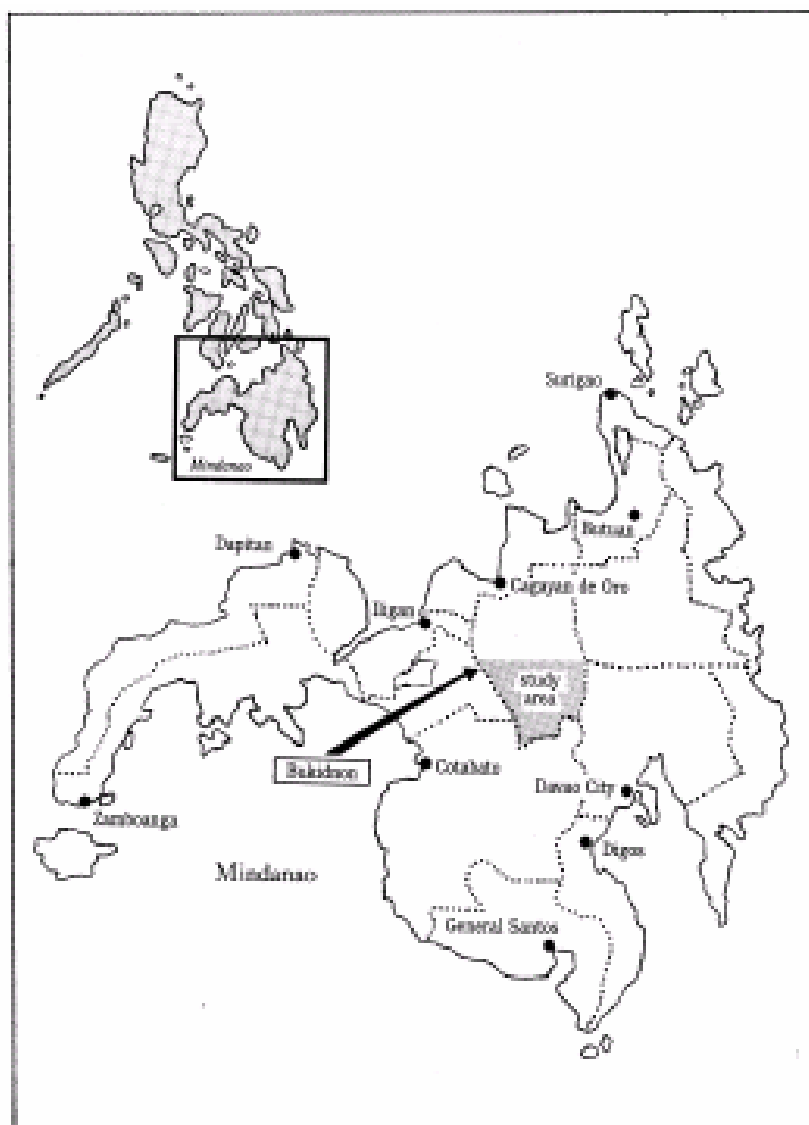 Mindanao
Surigao
Butuan
Dapitan
Cagayan de Oro
Iligan
study
area
Bukidnon
Cotabato
Davao City
Zamboanga
Digos
Mindanao
General Santos